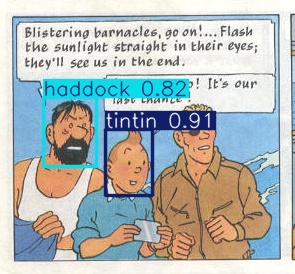 Blistering barnacles, go on!... Flash
the sunlight straight in their eyes;
they'll see us in the end.
haddock 0.82
! It's our
last chance
tintin 0.91